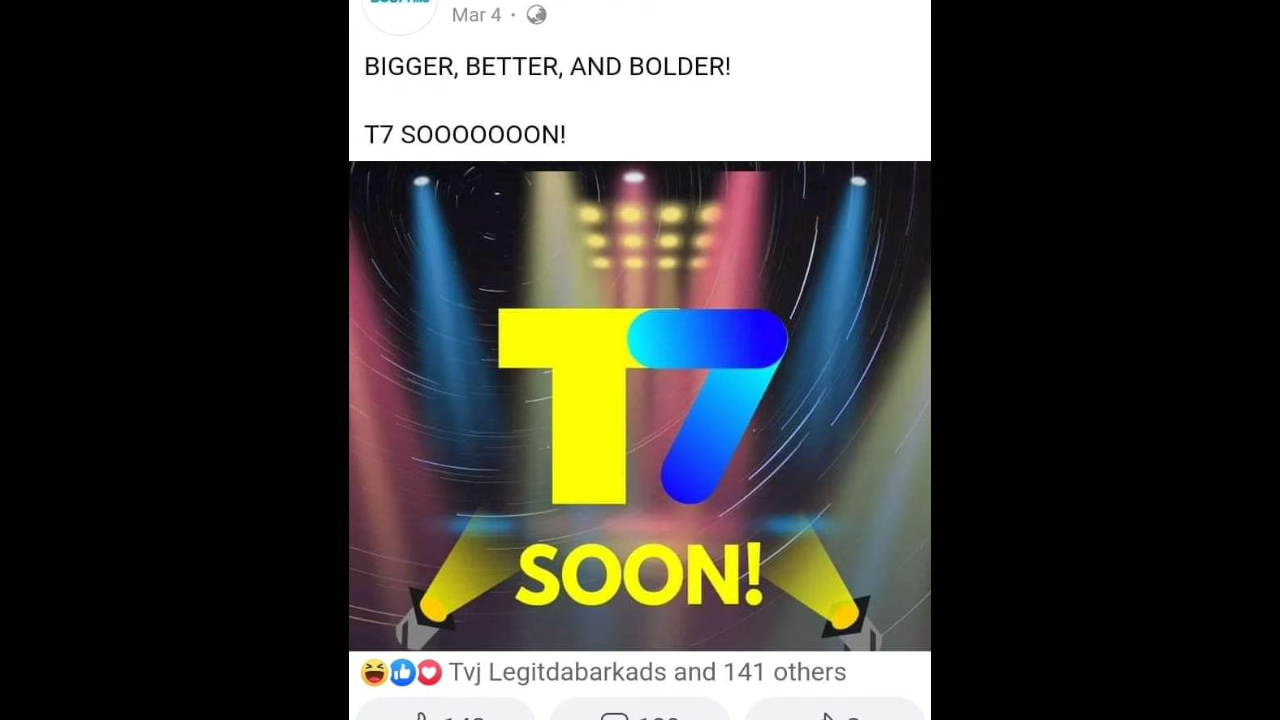 Mar 4 ·
BIGGER, BETTER, AND BOLDER!
T7 SOOOOOOON!
T7
SOON!
Tvj Legitdabarkads and 141 others